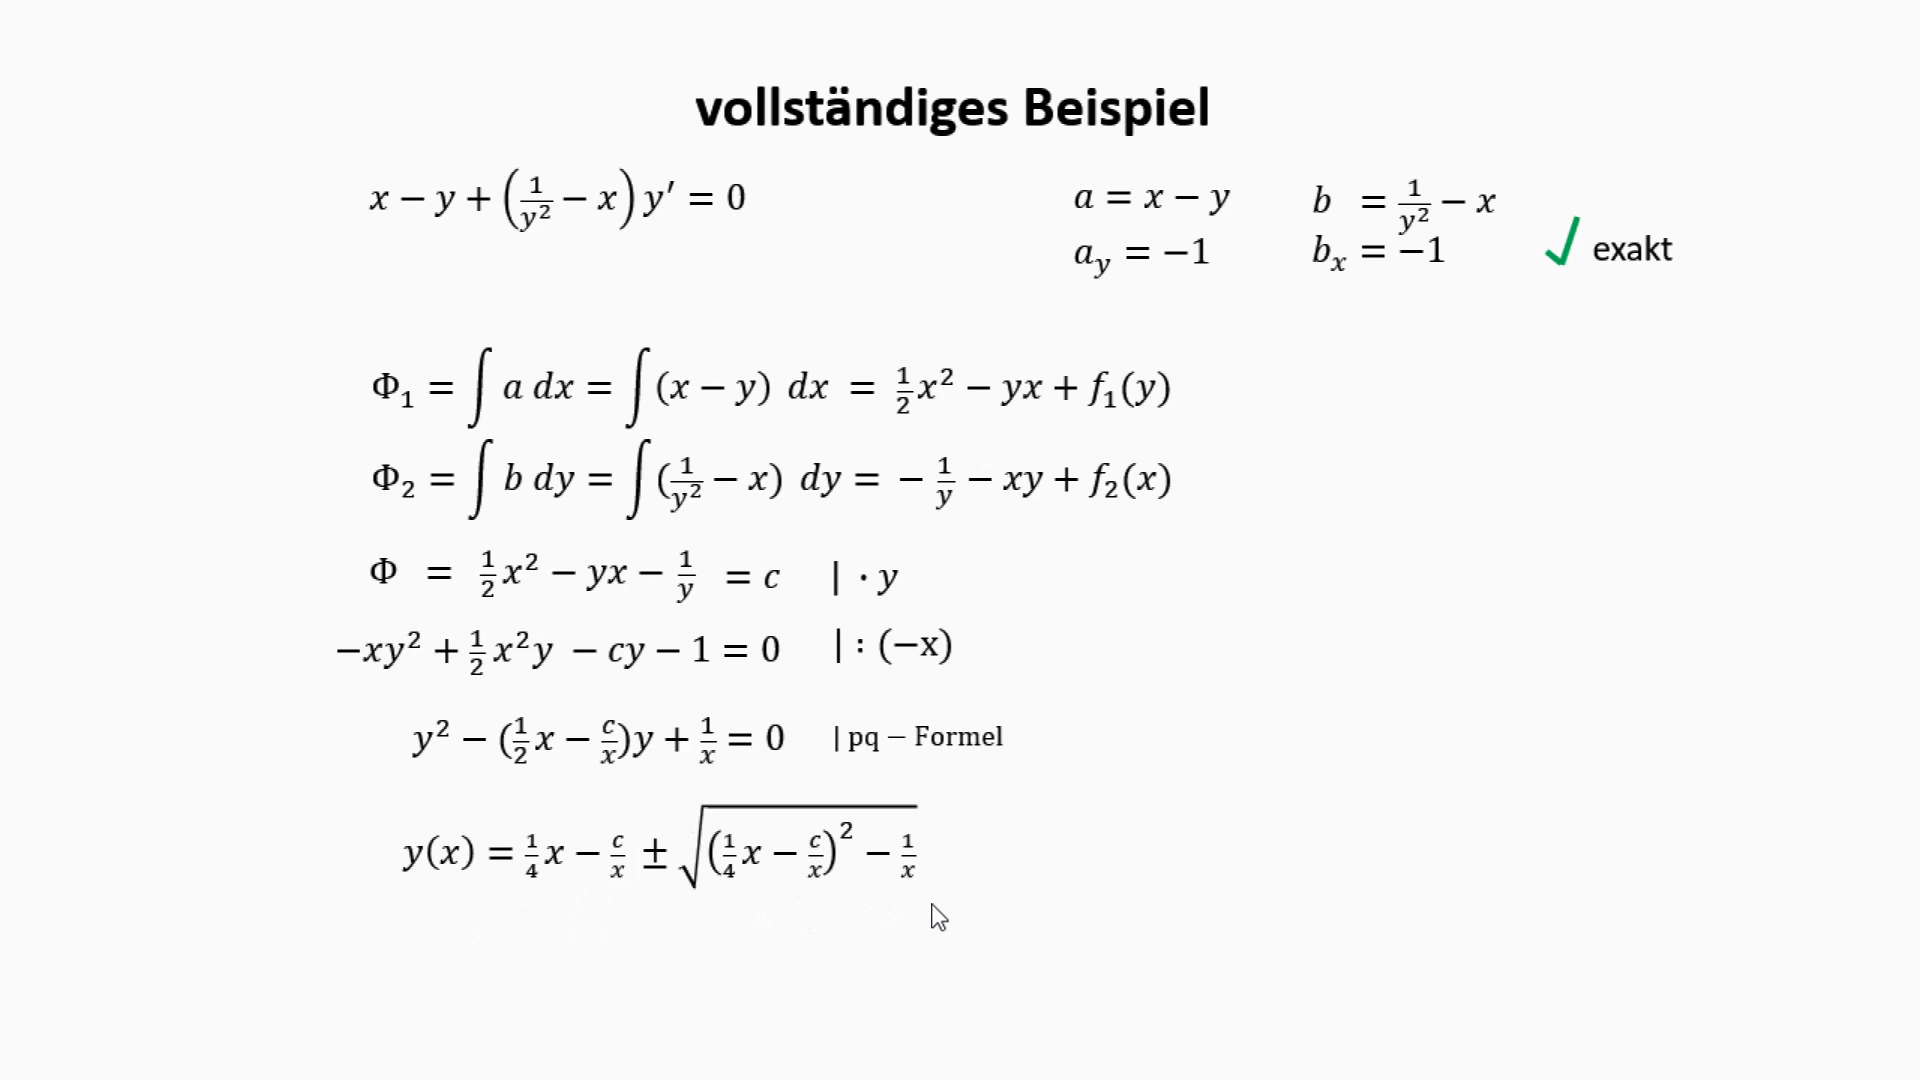 vollständiges Beispiel
x − y + (1/y² − x) y′ = 0
a = x − y
b = 1/y² − x
a_y = −1
b_x = −1
✓ exakt
Φ₁ = ∫ a dx = ∫ (x − y) dx = ½x² − yx + f₁(y)
Φ₂ = ∫ b dy = ∫ (1/y² − x) dy = − 1/y − xy + f₂(x)
Φ = ½x² − yx − 1/y = c | · y
−xy² + ½x²y − cy − 1 = 0 | : (−x)
y² − (½x − c/x)y + 1/x = 0 | pq − Formel
y(x) = ¼x − c/x ± √((¼x − c/x)² − 1/x)